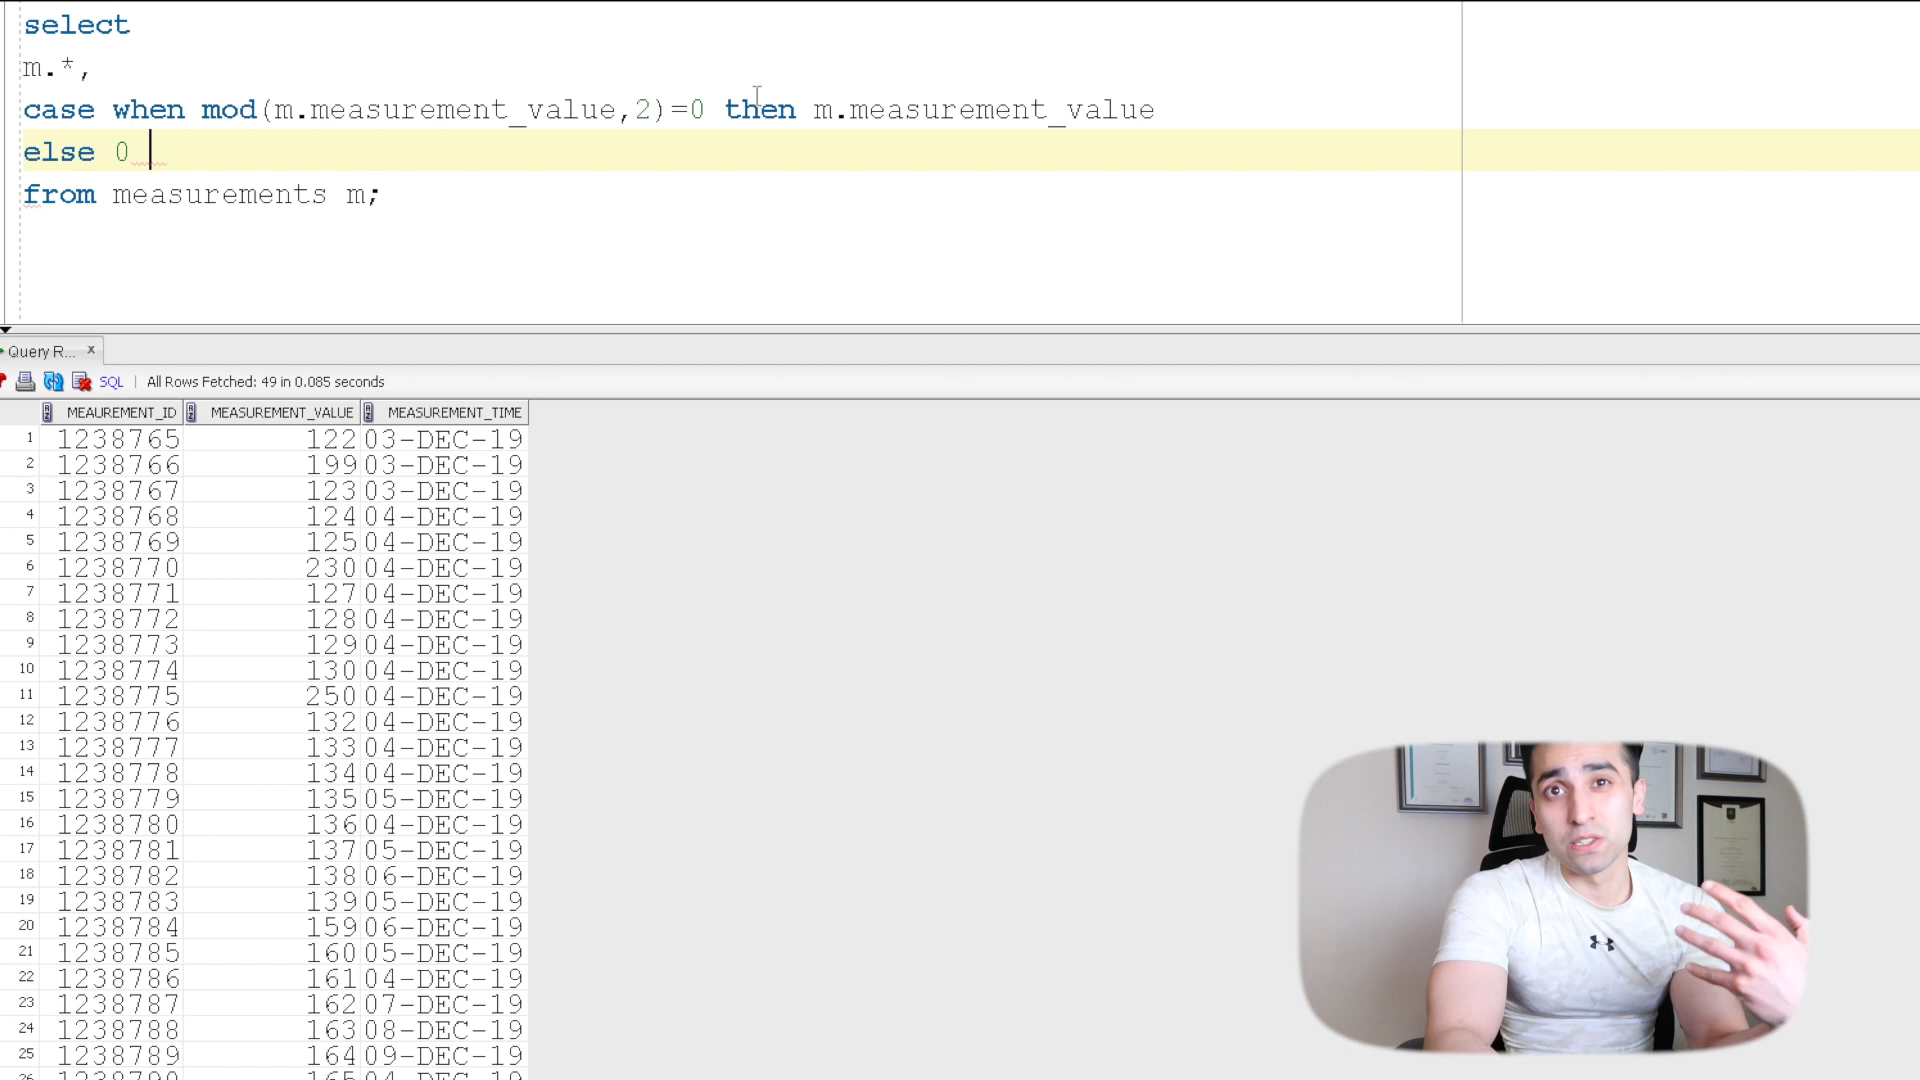 select
m.*,
case when mod(m.measurement_value,2)=0 then m.measurement_value
else 0
from measurements m;
Query R... x
SQL | All Rows Fetched: 49 in 0.085 seconds
MEAUREMENT_ID MEASUREMENT_VALUE MEASUREMENT_TIME
1 1238765 122 03-DEC-19
2 1238766 199 03-DEC-19
3 1238767 123 03-DEC-19
4 1238768 124 04-DEC-19
5 1238769 125 04-DEC-19
6 1238770 230 04-DEC-19
7 1238771 127 04-DEC-19
8 1238772 128 04-DEC-19
9 1238773 129 04-DEC-19
10 1238774 130 04-DEC-19
11 1238775 250 04-DEC-19
12 1238776 132 04-DEC-19
13 1238777 133 04-DEC-19
14 1238778 134 04-DEC-19
15 1238779 135 05-DEC-19
16 1238780 136 04-DEC-19
17 1238781 137 05-DEC-19
18 1238782 138 06-DEC-19
19 1238783 139 05-DEC-19
20 1238784 159 06-DEC-19
21 1238785 160 05-DEC-19
22 1238786 161 04-DEC-19
23 1238787 162 07-DEC-19
24 1238788 163 08-DEC-19
25 1238789 164 09-DEC-19
26 1238790 165 04-DEC-19